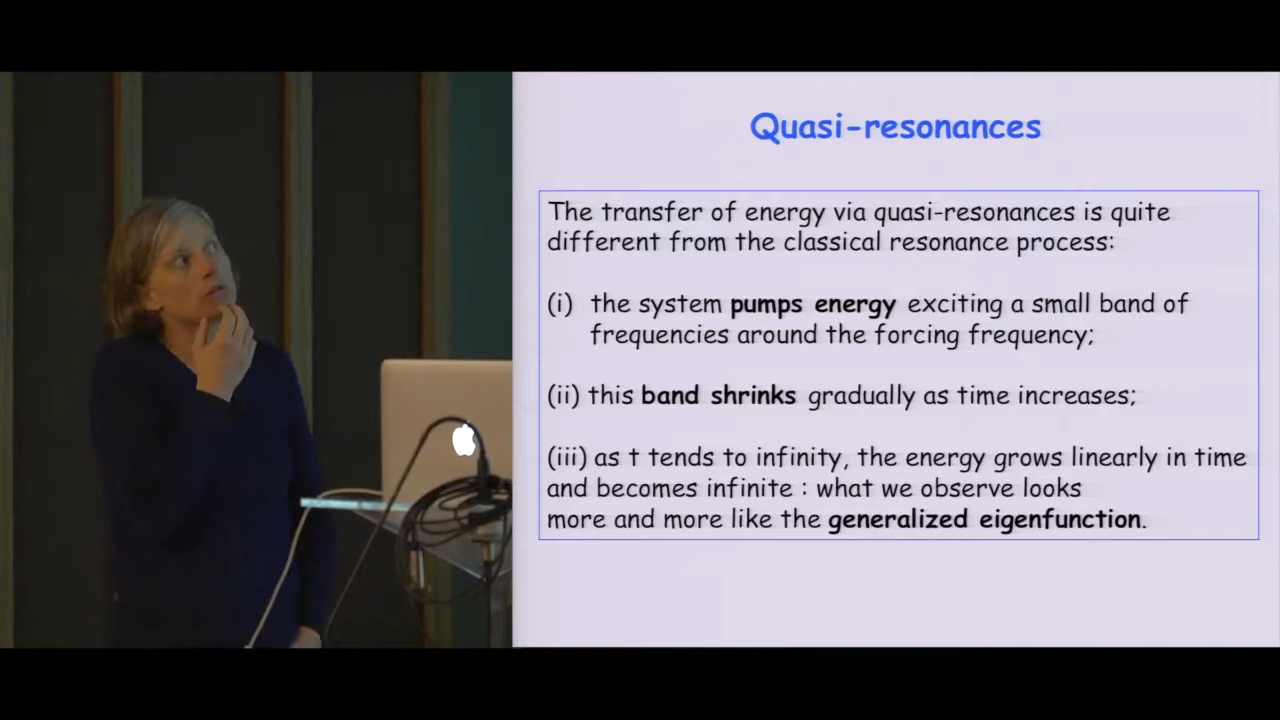 Quasi-resonances
The transfer of energy via quasi-resonances is quite
different from the classical resonance process:
(i) the system pumps energy exciting a small band of
frequencies around the forcing frequency;
(ii) this band shrinks gradually as time increases;
(iii) as t tends to infinity, the energy grows linearly in time
and becomes infinite : what we observe looks
more and more like the generalized eigenfunction.